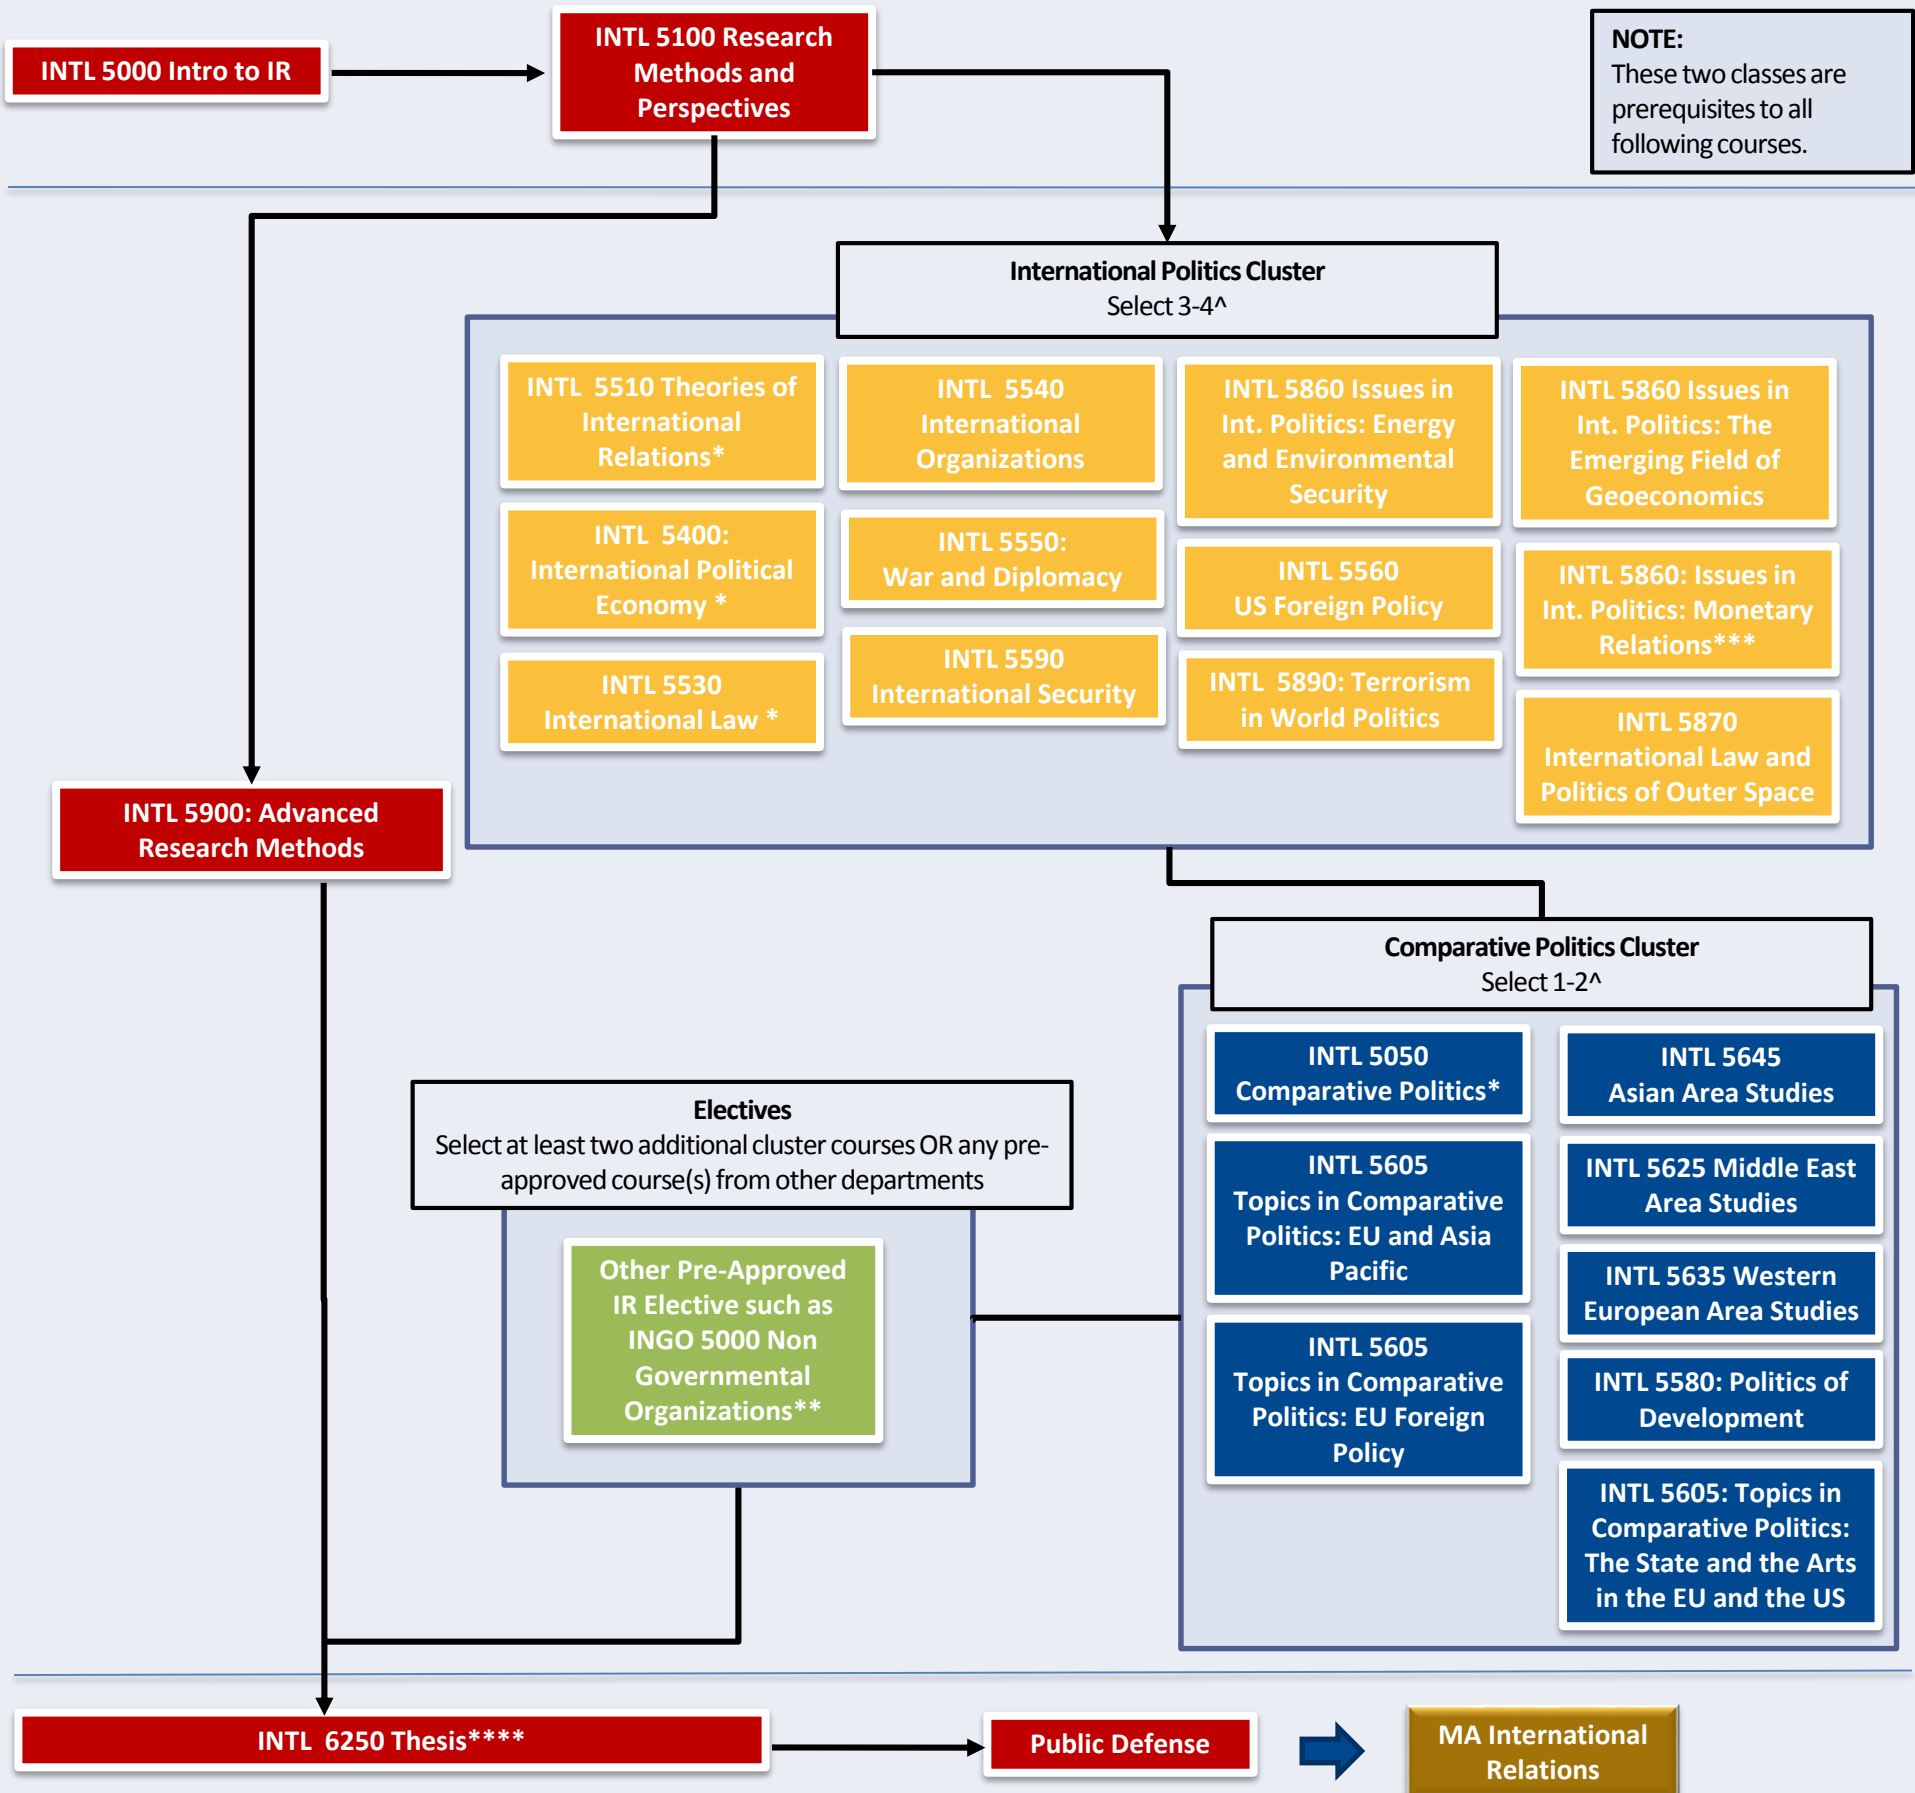 INTL 5000 Intro to IR
INTL 5100 Research
Methods and
Perspectives
NOTE:
These two classes are
prerequisites to all
following courses.
International Politics Cluster
Select 3-4^
INTL 5510 Theories of
International
Relations*
INTL 5400:
International Political
Economy *
INTL 5530
International Law *
INTL 5540
International
Organizations
INTL 5550:
War and Diplomacy
INTL 5590
International Security
INTL 5860 Issues in
Int. Politics: Energy
and Environmental
Security
INTL 5560
US Foreign Policy
INTL 5890: Terrorism
in World Politics
INTL 5860 Issues in
Int. Politics: The
Emerging Field of
Geoeconomics
INTL 5860: Issues in
Int. Politics: Monetary
Relations***
INTL 5870
International Law and
Politics of Outer Space
INTL 5900: Advanced
Research Methods
Comparative Politics Cluster
Select 1-2^
INTL 5050
Comparative Politics*
INTL 5605
Topics in Comparative
Politics: EU and Asia
Pacific
INTL 5605
Topics in Comparative
Politics: EU Foreign
Policy
INTL 5645
Asian Area Studies
INTL 5625 Middle East
Area Studies
INTL 5635 Western
European Area Studies
INTL 5580: Politics of
Development
INTL 5605: Topics in
Comparative Politics:
The State and the Arts
in the EU and the US
Electives
Select at least two additional cluster courses OR any pre-
approved course(s) from other departments
Other Pre-Approved
IR Elective such as
INGO 5000 Non
Governmental
Organizations**
INTL 6250 Thesis****
Public Defense
MA International
Relations